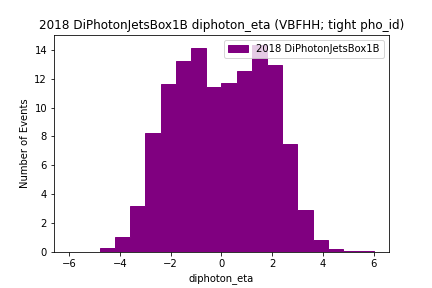 2018 DiPhotonJetsBox1B diphoton_eta (VBFHH; tight pho_id)
2018 DiPhotonJetsBox1B
14
12
10
8
6
4
2
0
Number of Events
−6 −4 −2 0 2 4 6
diphoton_eta